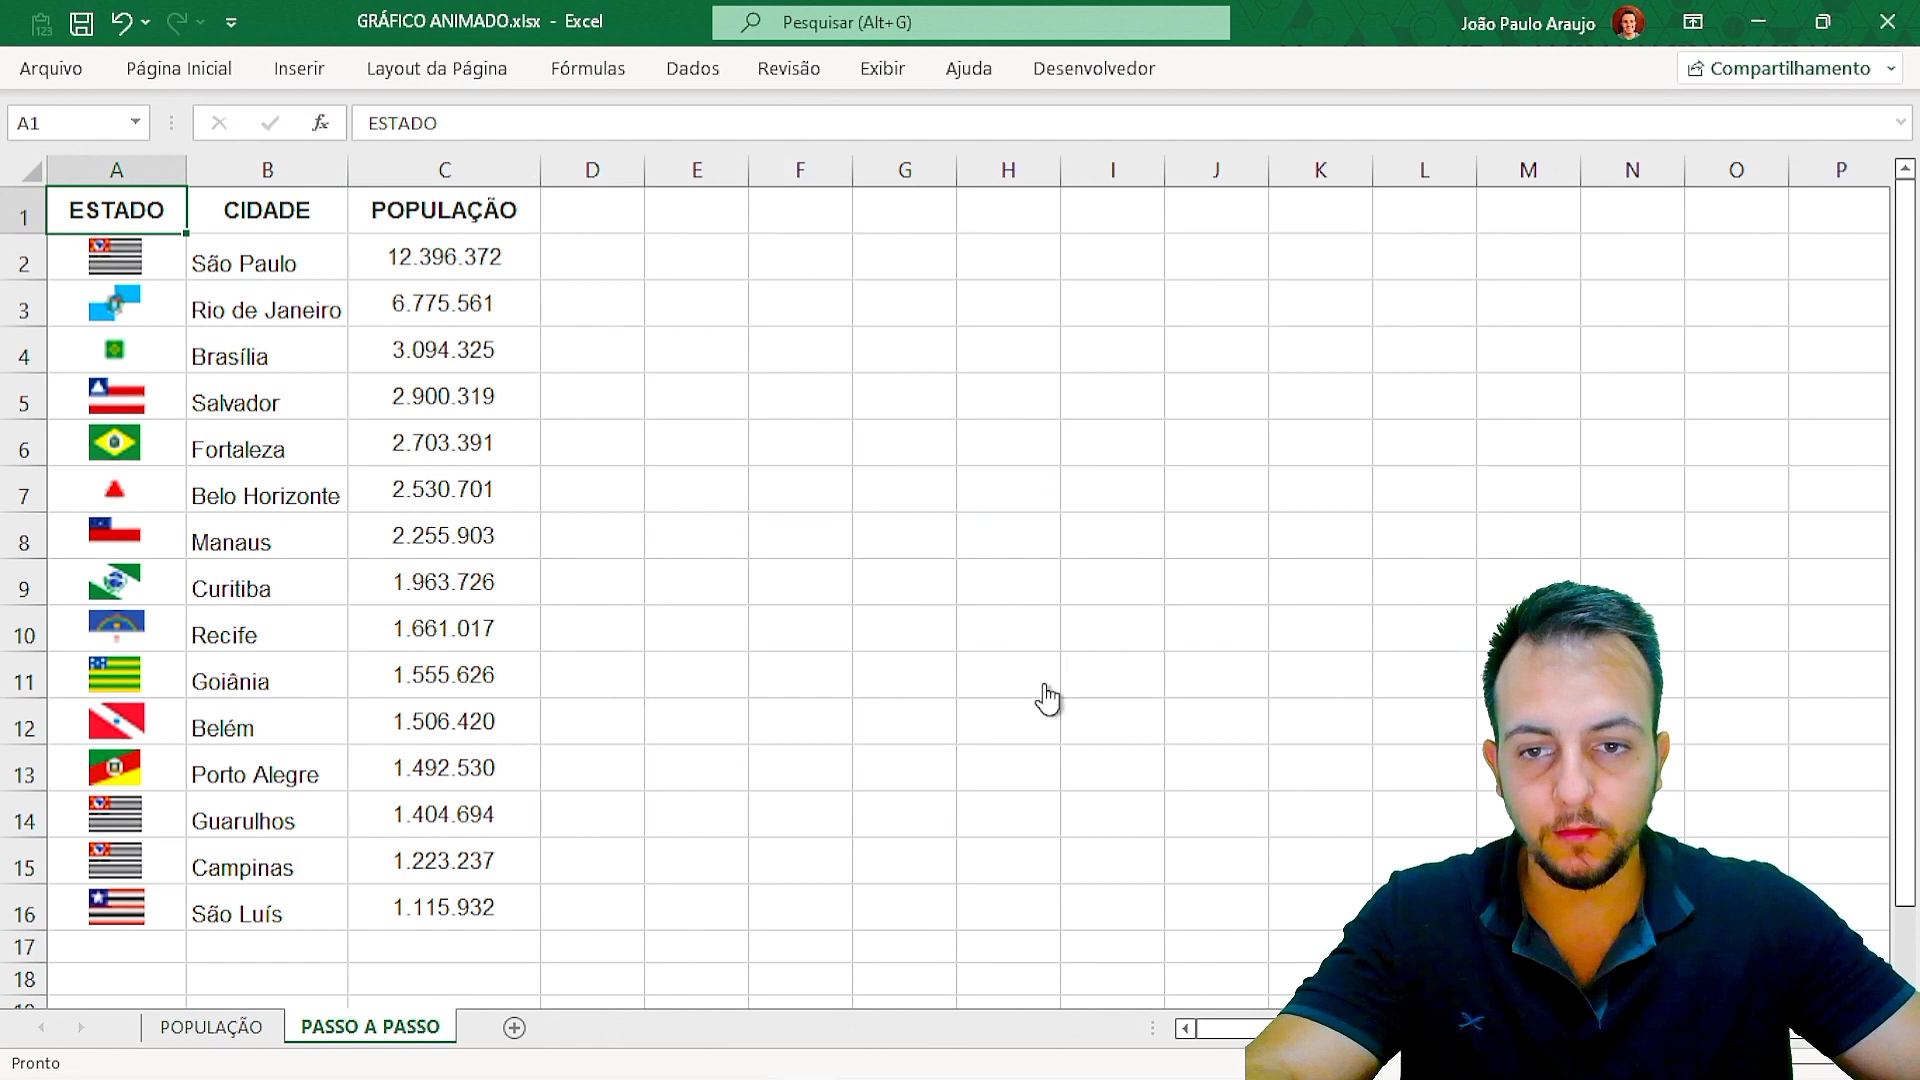 GRÁFICO ANIMADO.xlsx - Excel
Pesquisar (Alt+G)
João Paulo Araujo
Arquivo Página Inicial Inserir Layout da Página Fórmulas Dados Revisão Exibir Ajuda Desenvolvedor Compartilhamento
A1 fx ESTADO
A B C D E F G H I J K L M N O P
1 ESTADO CIDADE POPULAÇÃO
2 São Paulo 12.396.372
3 Rio de Janeiro 6.775.561
4 Brasília 3.094.325
5 Salvador 2.900.319
6 Fortaleza 2.703.391
7 Belo Horizonte 2.530.701
8 Manaus 2.255.903
9 Curitiba 1.963.726
10 Recife 1.661.017
11 Goiânia 1.555.626
12 Belém 1.506.420
13 Porto Alegre 1.492.530
14 Guarulhos 1.404.694
15 Campinas 1.223.237
16 São Luís 1.115.932
17
18
POPULAÇÃO PASSO A PASSO
Pronto